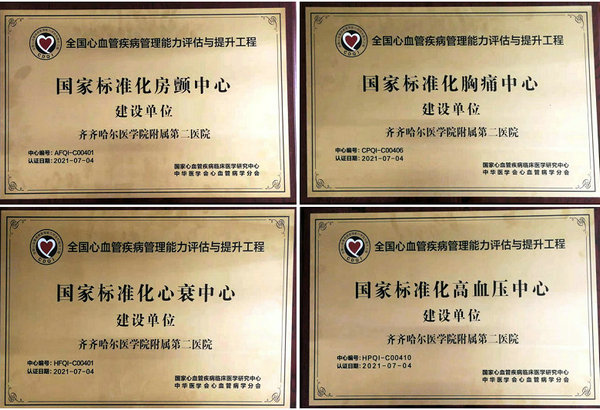 全国心血管疾病管理能力评估与提升工程
国家标准化房颤中心
建设单位
齐齐哈尔医学院附属第二医院
中心编号：AFQI-C00401
认证日期：2021-07-04
国家心血管疾病临床医学研究中心
中华医学会心血管病学分会
全国心血管疾病管理能力评估与提升工程
国家标准化胸痛中心
建设单位
齐齐哈尔医学院附属第二医院
中心编号：CPQI-C00406
认证日期：2021-07-04
国家心血管疾病临床医学研究中心
中华医学会心血管病学分会
全国心血管疾病管理能力评估与提升工程
国家标准化心衰中心
建设单位
齐齐哈尔医学院附属第二医院
中心编号：HFQI-C00401
认证日期：2021-07-04
国家心血管疾病临床医学研究中心
中华医学会心血管病学分会
全国心血管疾病管理能力评估与提升工程
国家标准化高血压中心
建设单位
齐齐哈尔医学院附属第二医院
中心编号：HPQI-C00410
认证日期：2021-07-04
国家心血管疾病临床医学研究中心
中华医学会心血管病学分会